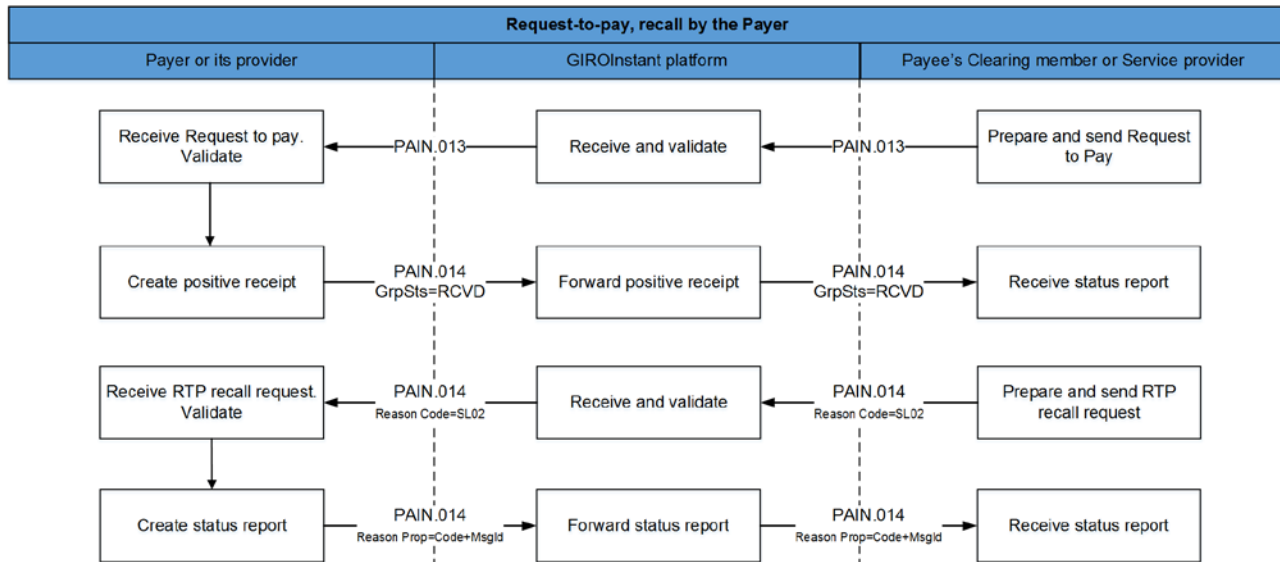 Request-to-pay, recall by the Payer
Payer or its provider
GIROInstant platform
Payee's Clearing member or Service provider
Receive Request to pay.
Validate
PAIN.013
Receive and validate
PAIN.013
Prepare and send Request
to Pay
Create positive receipt
PAIN.014
GrpSts=RCVD
Forward positive receipt
PAIN.014
GrpSts=RCVD
Receive status report
Receive RTP recall request.
Validate
PAIN.014
Reason Code=SL02
Receive and validate
PAIN.014
Reason Code=SL02
Prepare and send RTP
recall request
Create status report
PAIN.014
Reason Prop=Code+MsgId
Forward status report
PAIN.014
Reason Prop=Code+MsgId
Receive status report